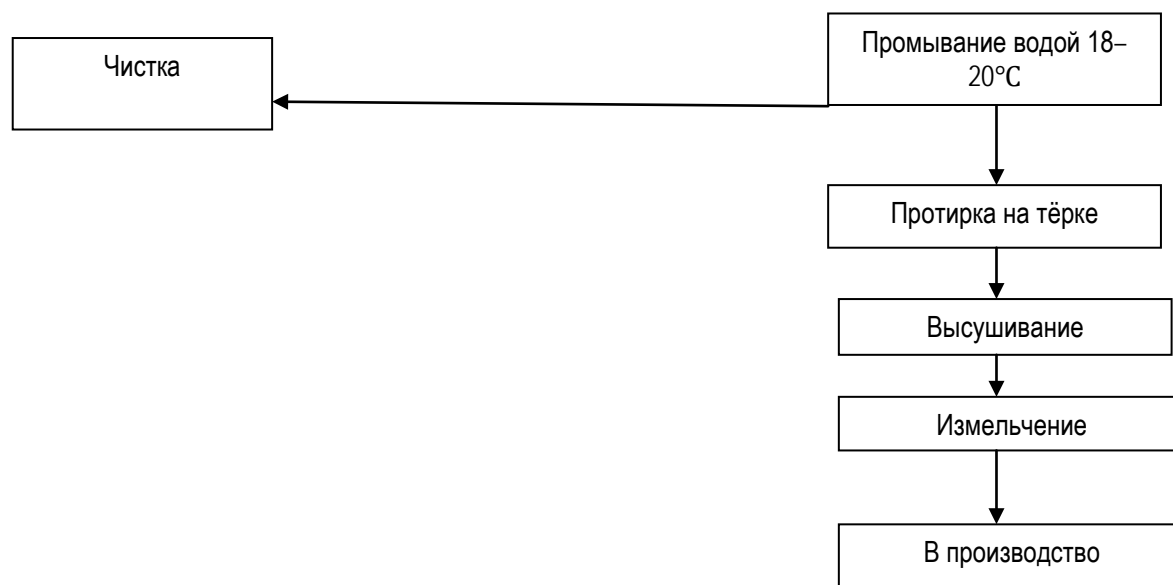 Чистка
Промывание водой 18–
20°С
Протирка на тёрке
Высушивание
Измельчение
В производство